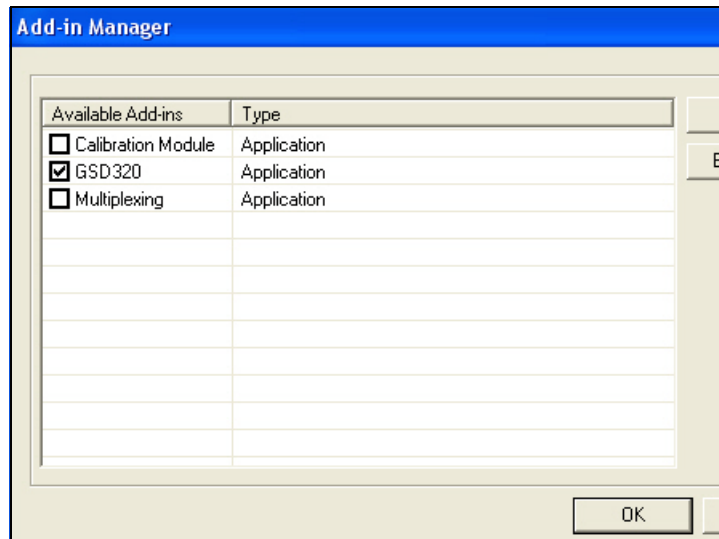 Add-in Manager
Available Add-ins Type
Calibration Module Application
GSD320 Application
Multiplexing Application
OK